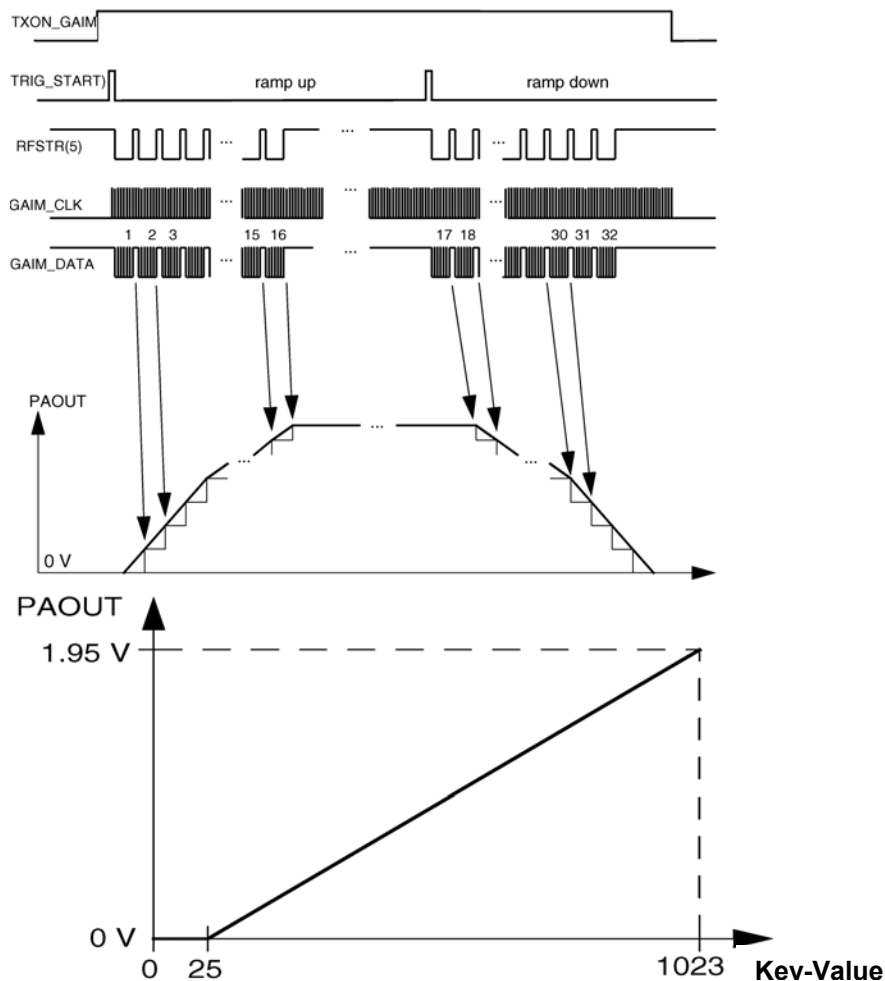 TXON_GAIM
TRIG_START)
ramp up
ramp down
RFSTR(5)
...
...
...
GAIM_CLK
...
...
...
1 2 3 15 16 17 18 30 31 32
GAIM_DATA
...
...
...
PAOUT
...
...
...
0 V
PAOUT
1.95 V
0 V
0 25 1023 Kev-Value